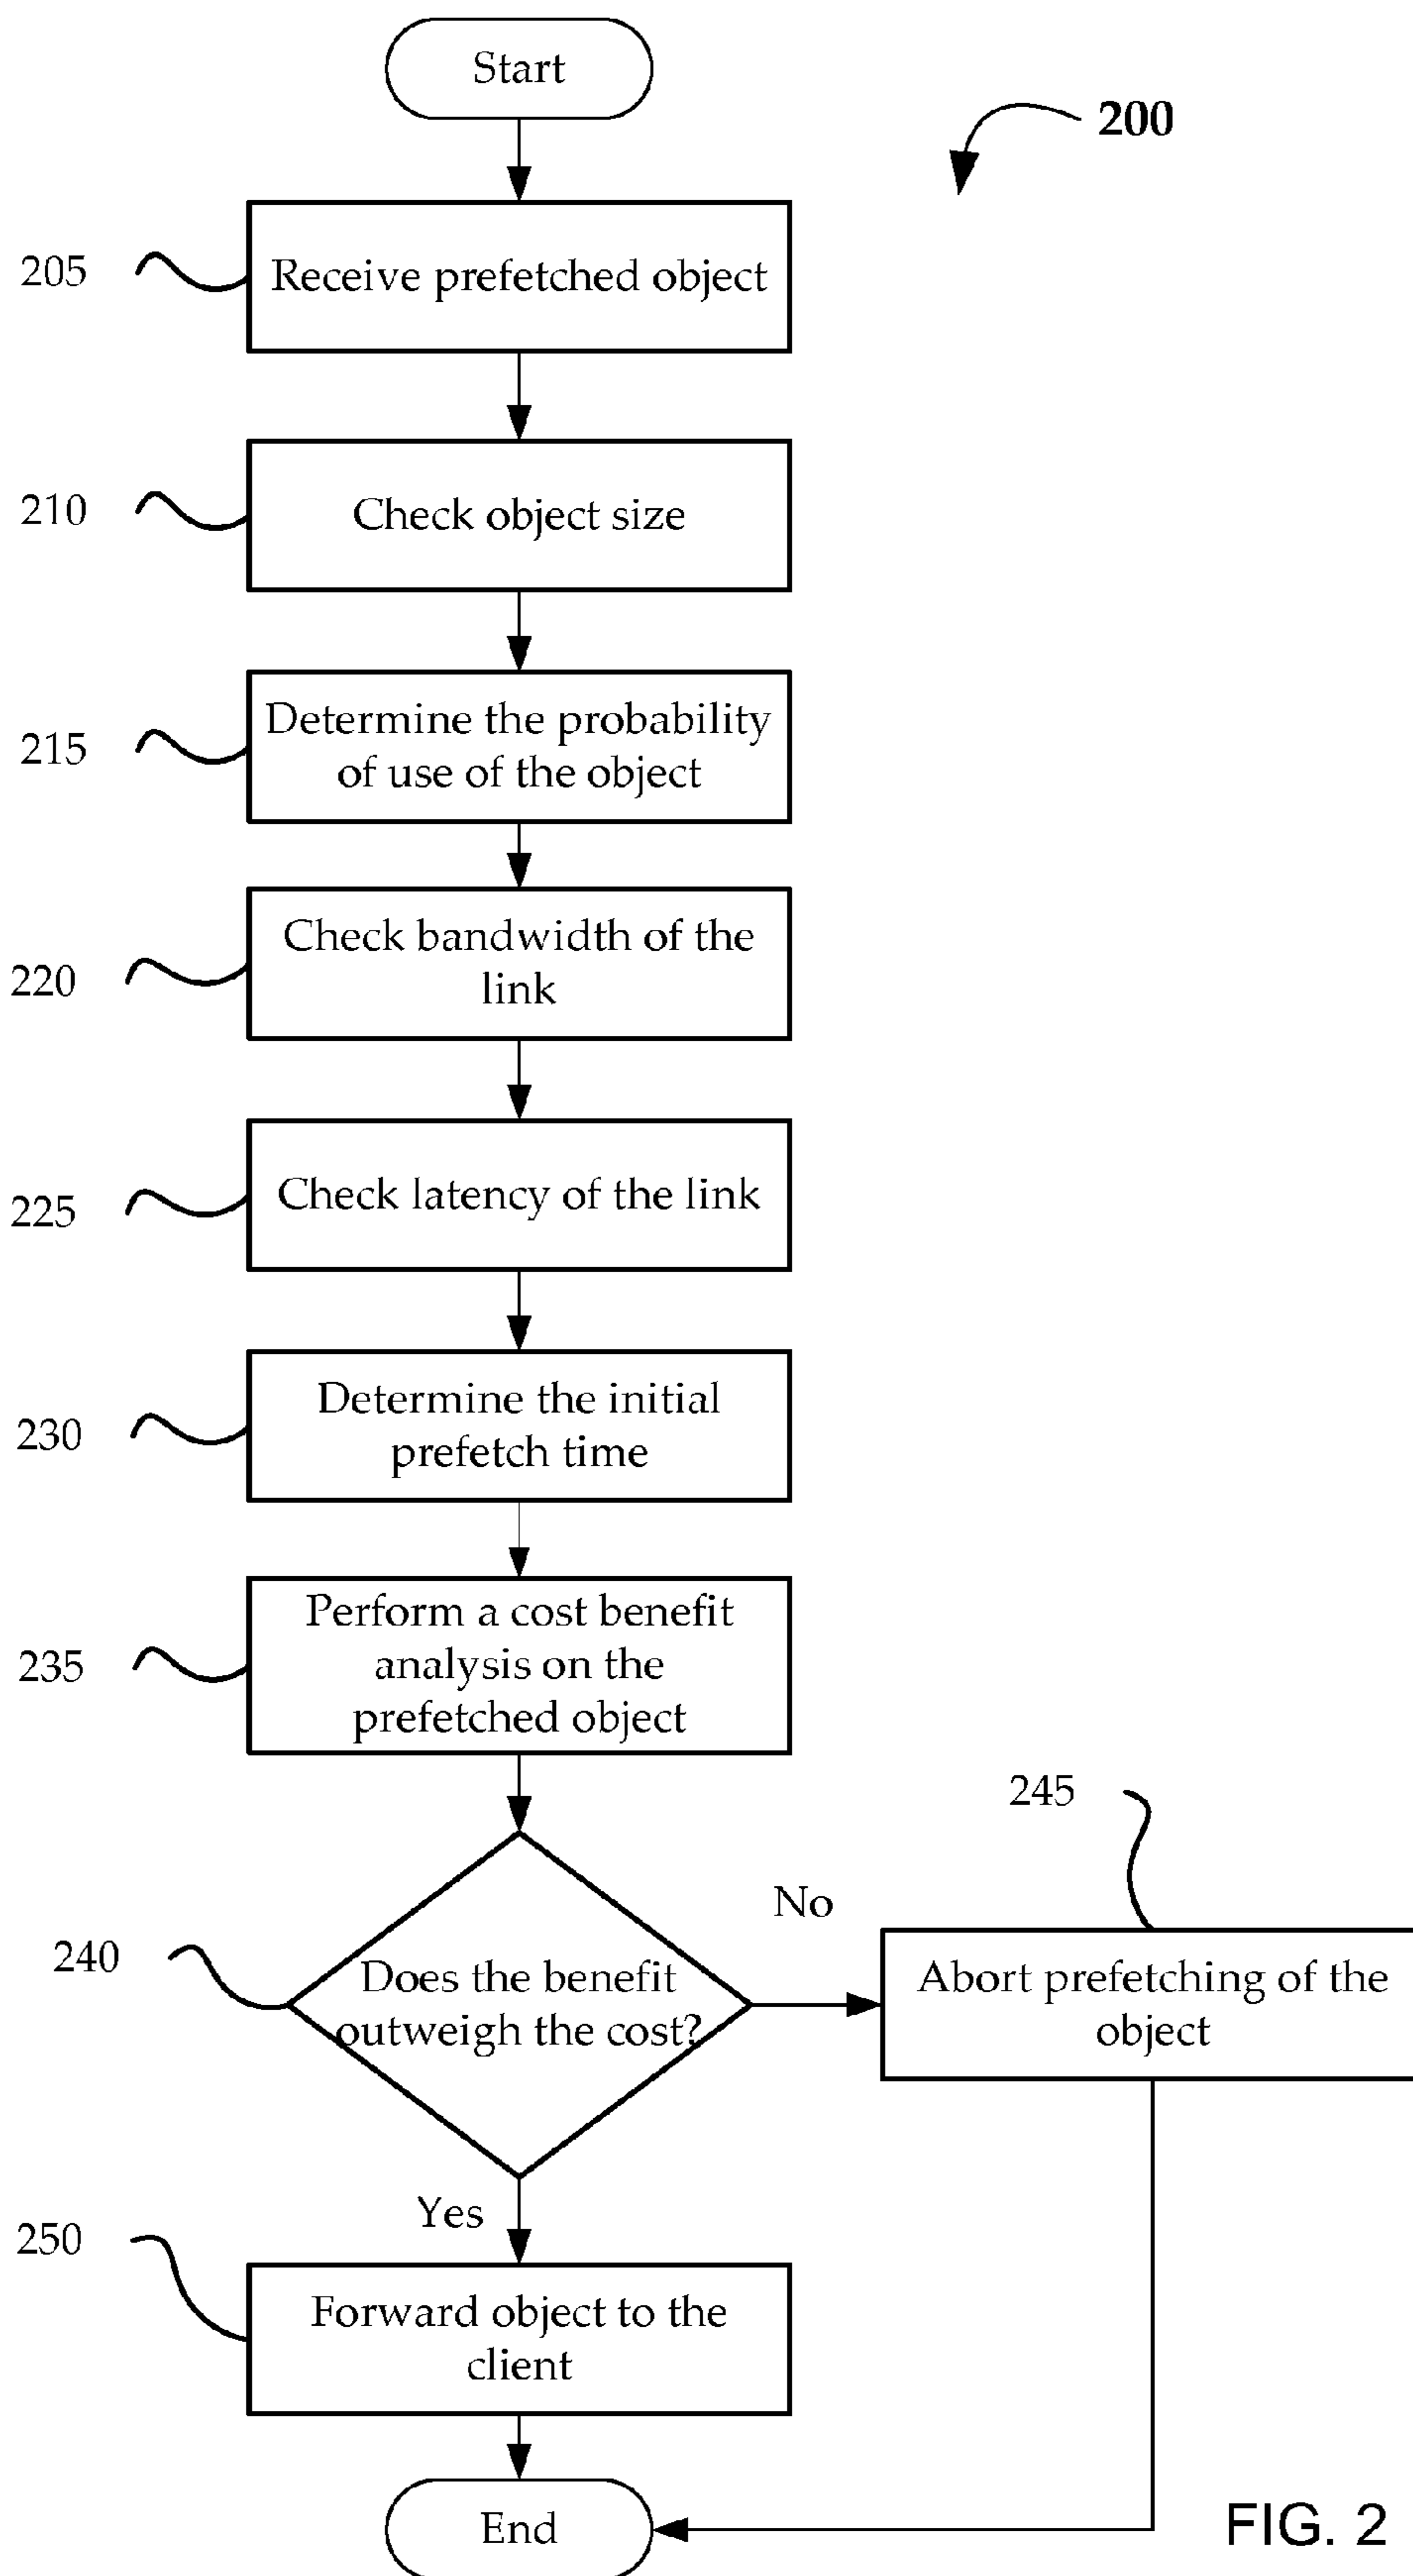 Start
200
205
Receive prefetched object
210
Check object size
215
Determine the probability
of use of the object
220
Check bandwidth of the
link
225
Check latency of the link
230
Determine the initial
prefetch time
235
Perform a cost benefit
analysis on the
prefetched object
240
Does the benefit
outweigh the cost?
No
245
Abort prefetching of the
object
Yes
250
Forward object to the
client
End
FIG. 2